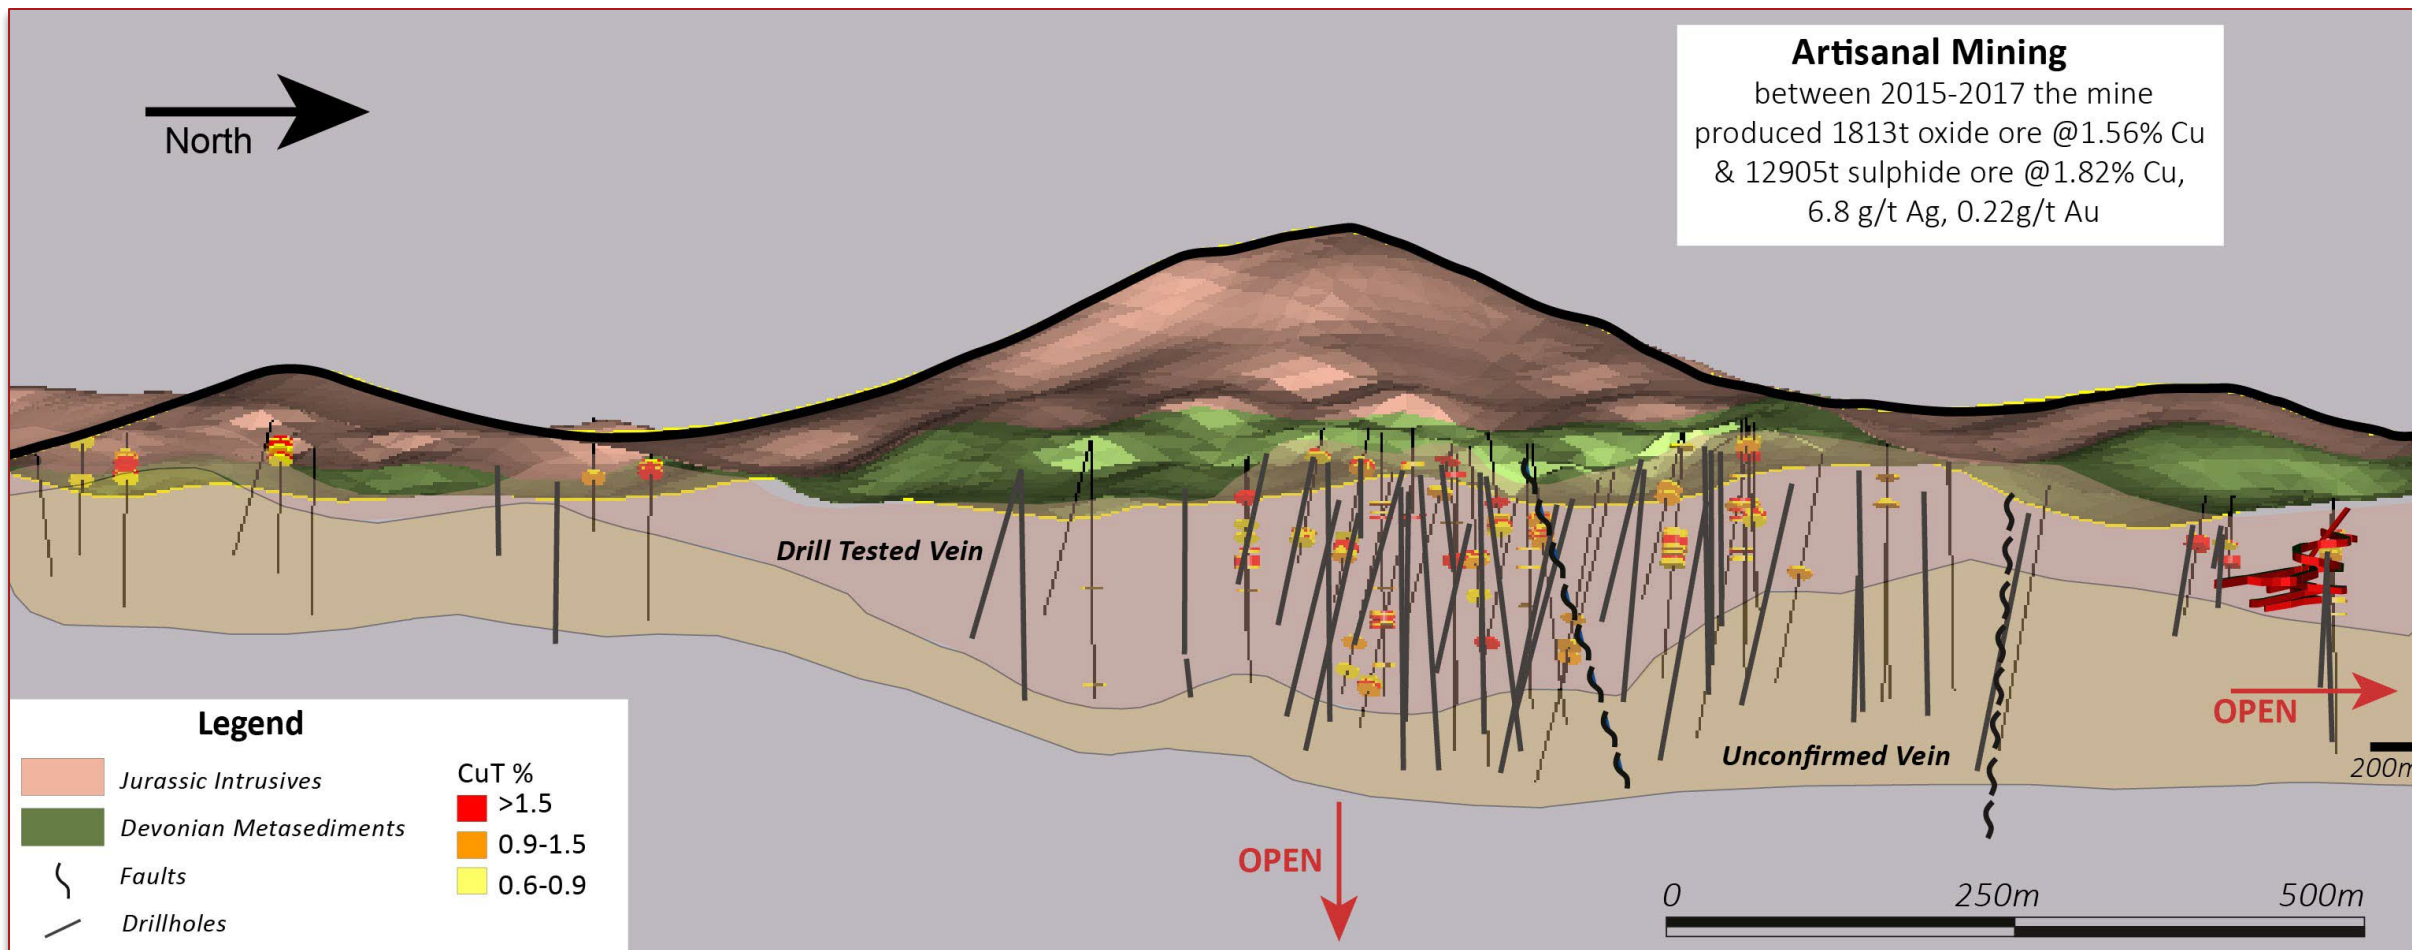 Artisanal Mining
between 2015-2017 the mine
produced 1813t oxide ore @1.56% Cu
& 12905t sulphide ore @1.82% Cu,
6.8 g/t Ag, 0.22g/t Au
North
Drill Tested Vein
Unconfirmed Vein
OPEN
200m
OPEN
Legend
Jurassic Intrusives
Devonian Metasediments
Faults
Drillholes
CuT %
>1.5
0.9-1.5
0.6-0.9
0 250m 500m